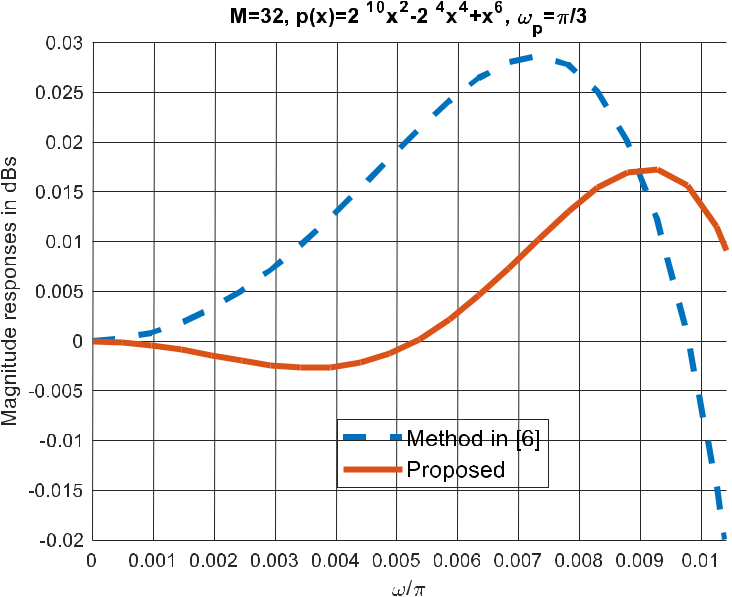 M=32, p(x)=2 ¹⁰x²-2 ⁴x⁴+x⁶, ωₚ=π/3
Magnitude responses in dBs
0.03
0.025
0.02
0.015
0.01
0.005
0
-0.005
-0.01
-0.015
-0.02
Method in [6]
Proposed
0 0.001 0.002 0.003 0.004 0.005 0.006 0.007 0.008 0.009 0.01
ω/π